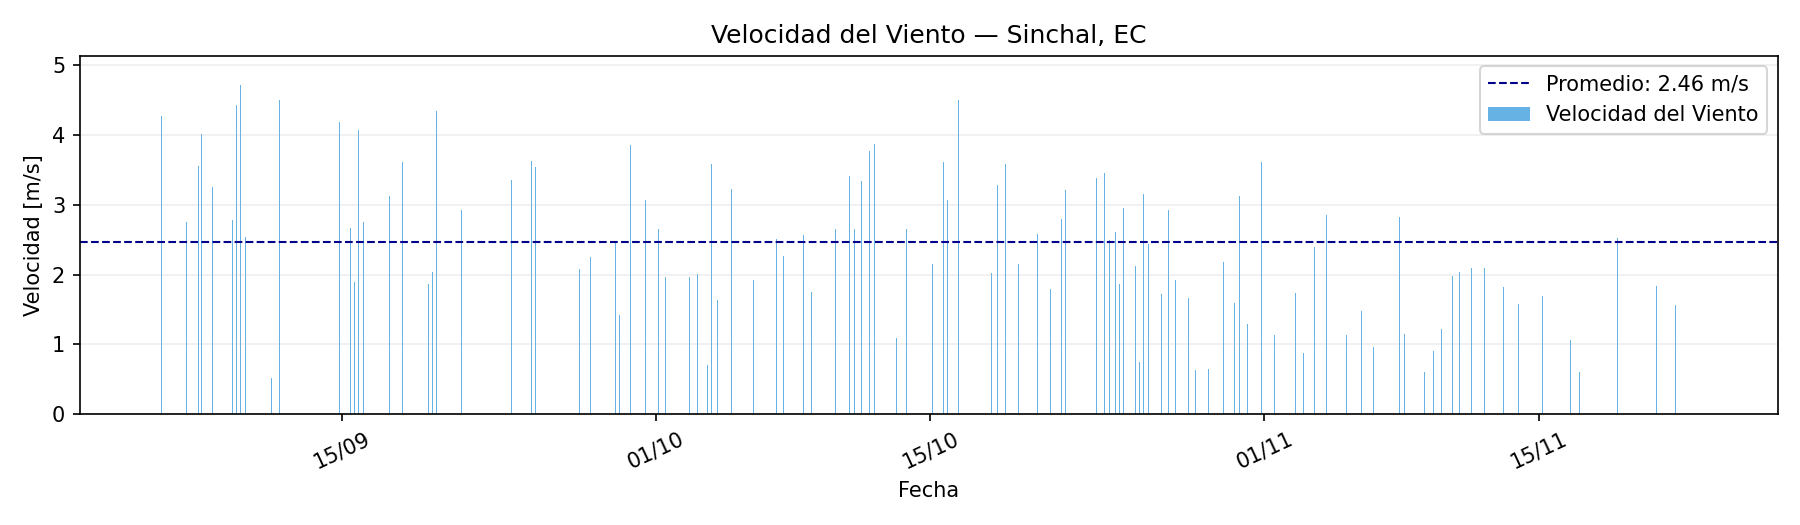 Velocidad del Viento — Sinchal, EC
Promedio: 2.46 m/s
Velocidad del Viento
Velocidad [m/s]
5
4
3
2
1
0
15/09
01/10
15/10
01/11
15/11
Fecha